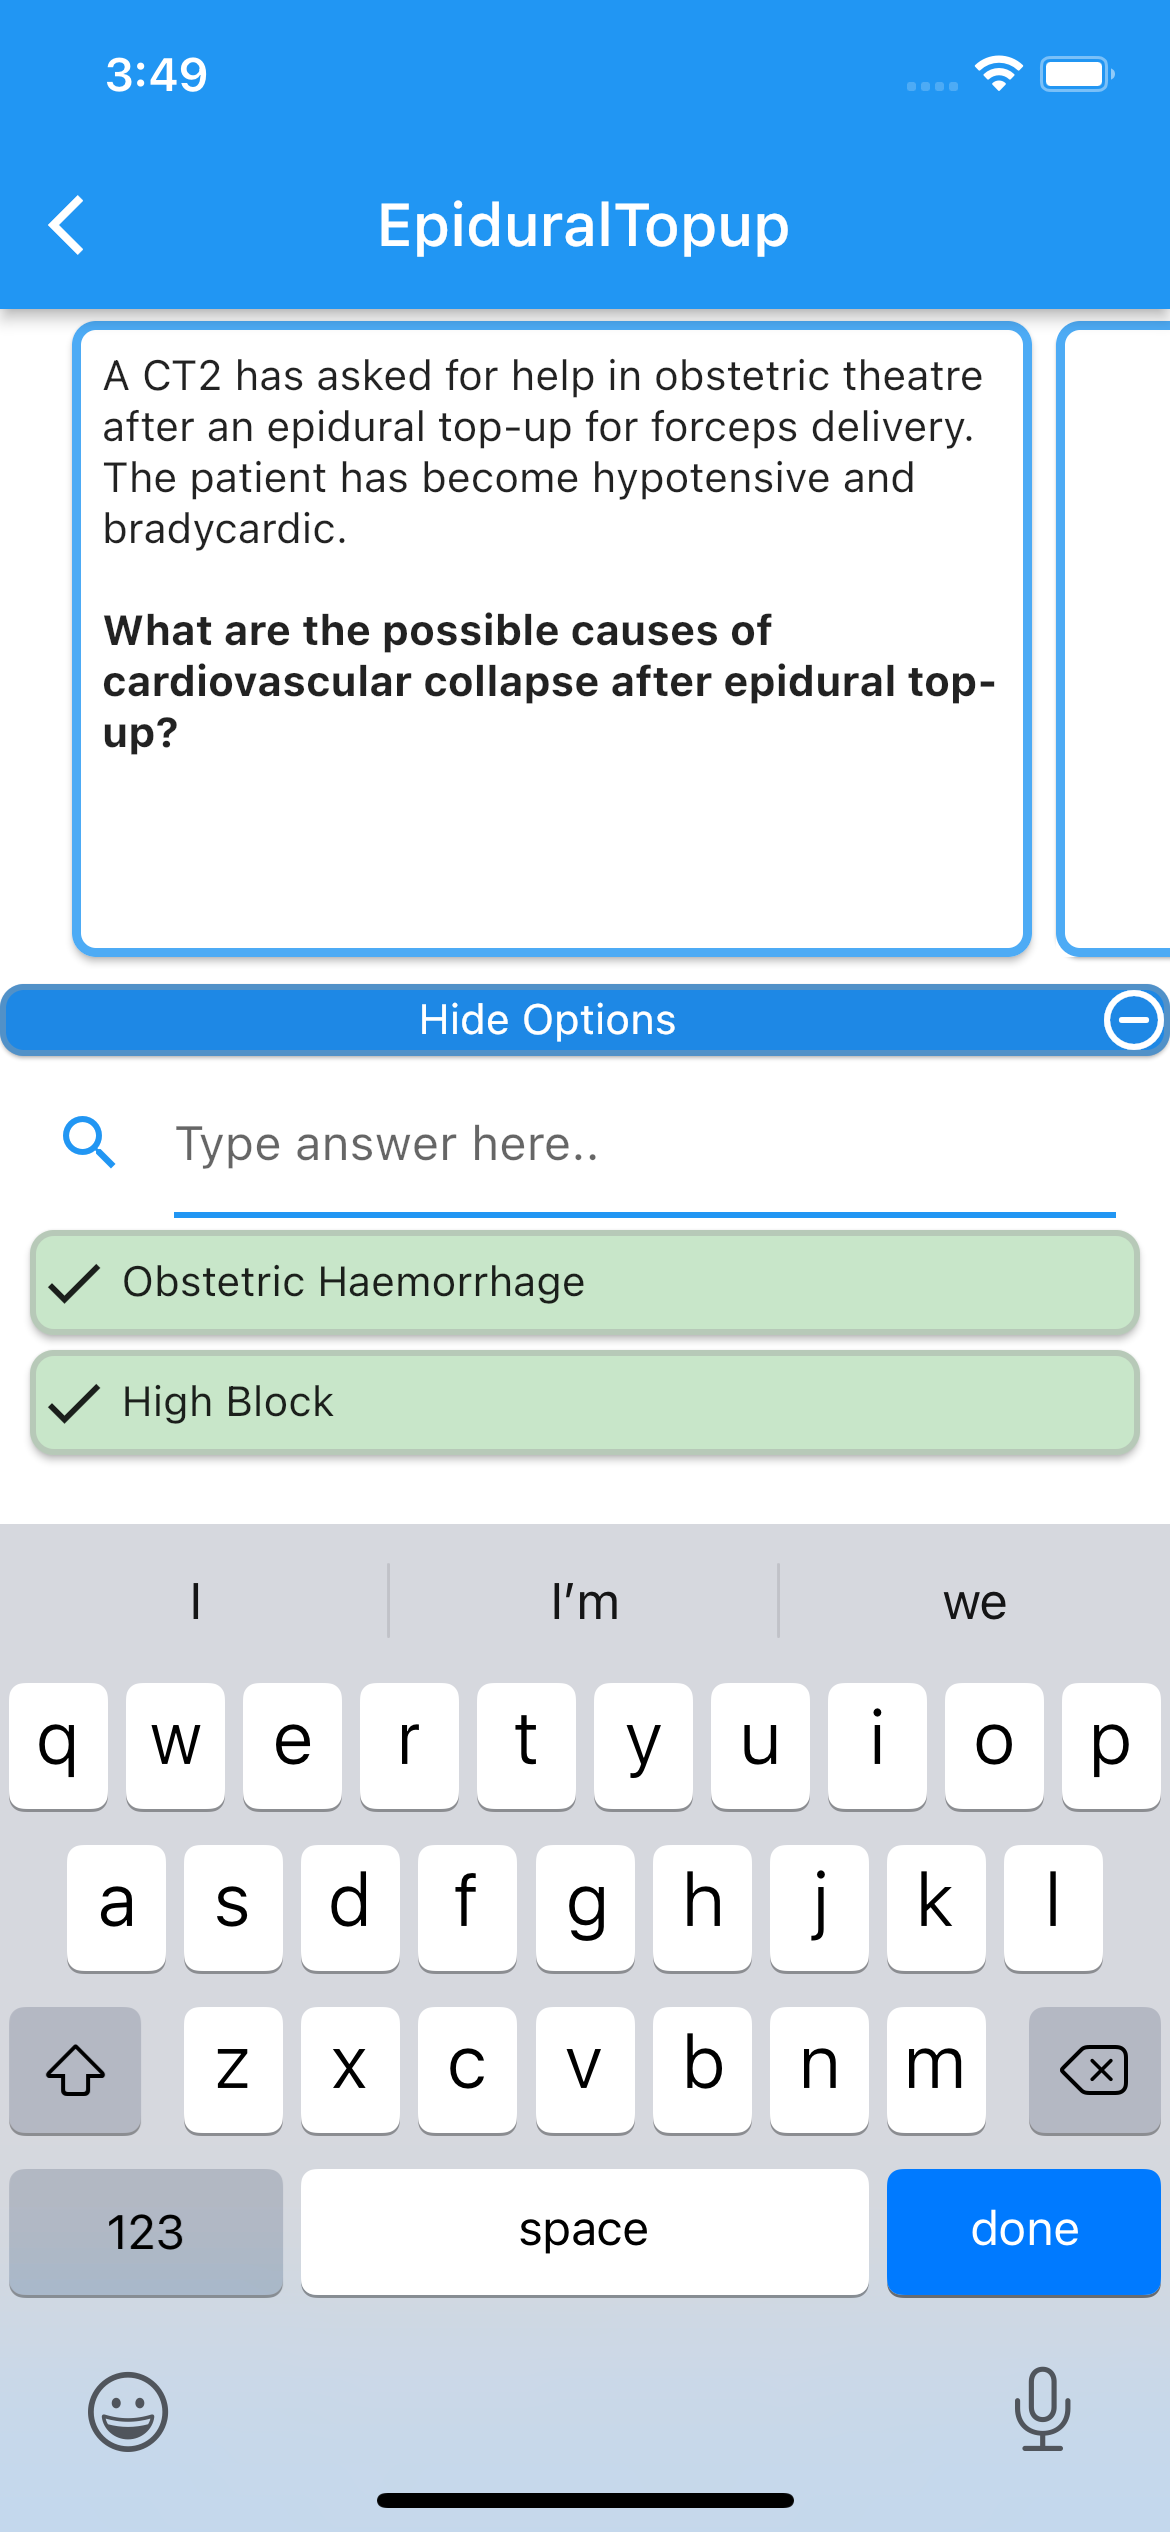 3:49
EpiduralTopup
A CT2 has asked for help in obstetric theatre
after an epidural top-up for forceps delivery.
The patient has become hypotensive and
bradycardic.
What are the possible causes of
cardiovascular collapse after epidural top-
up?
Hide Options
Type answer here..
Obstetric Haemorrhage
High Block
I I’m we
q w e r t y u i o p
a s d f g h j k l
z x c v b n m
123 space done